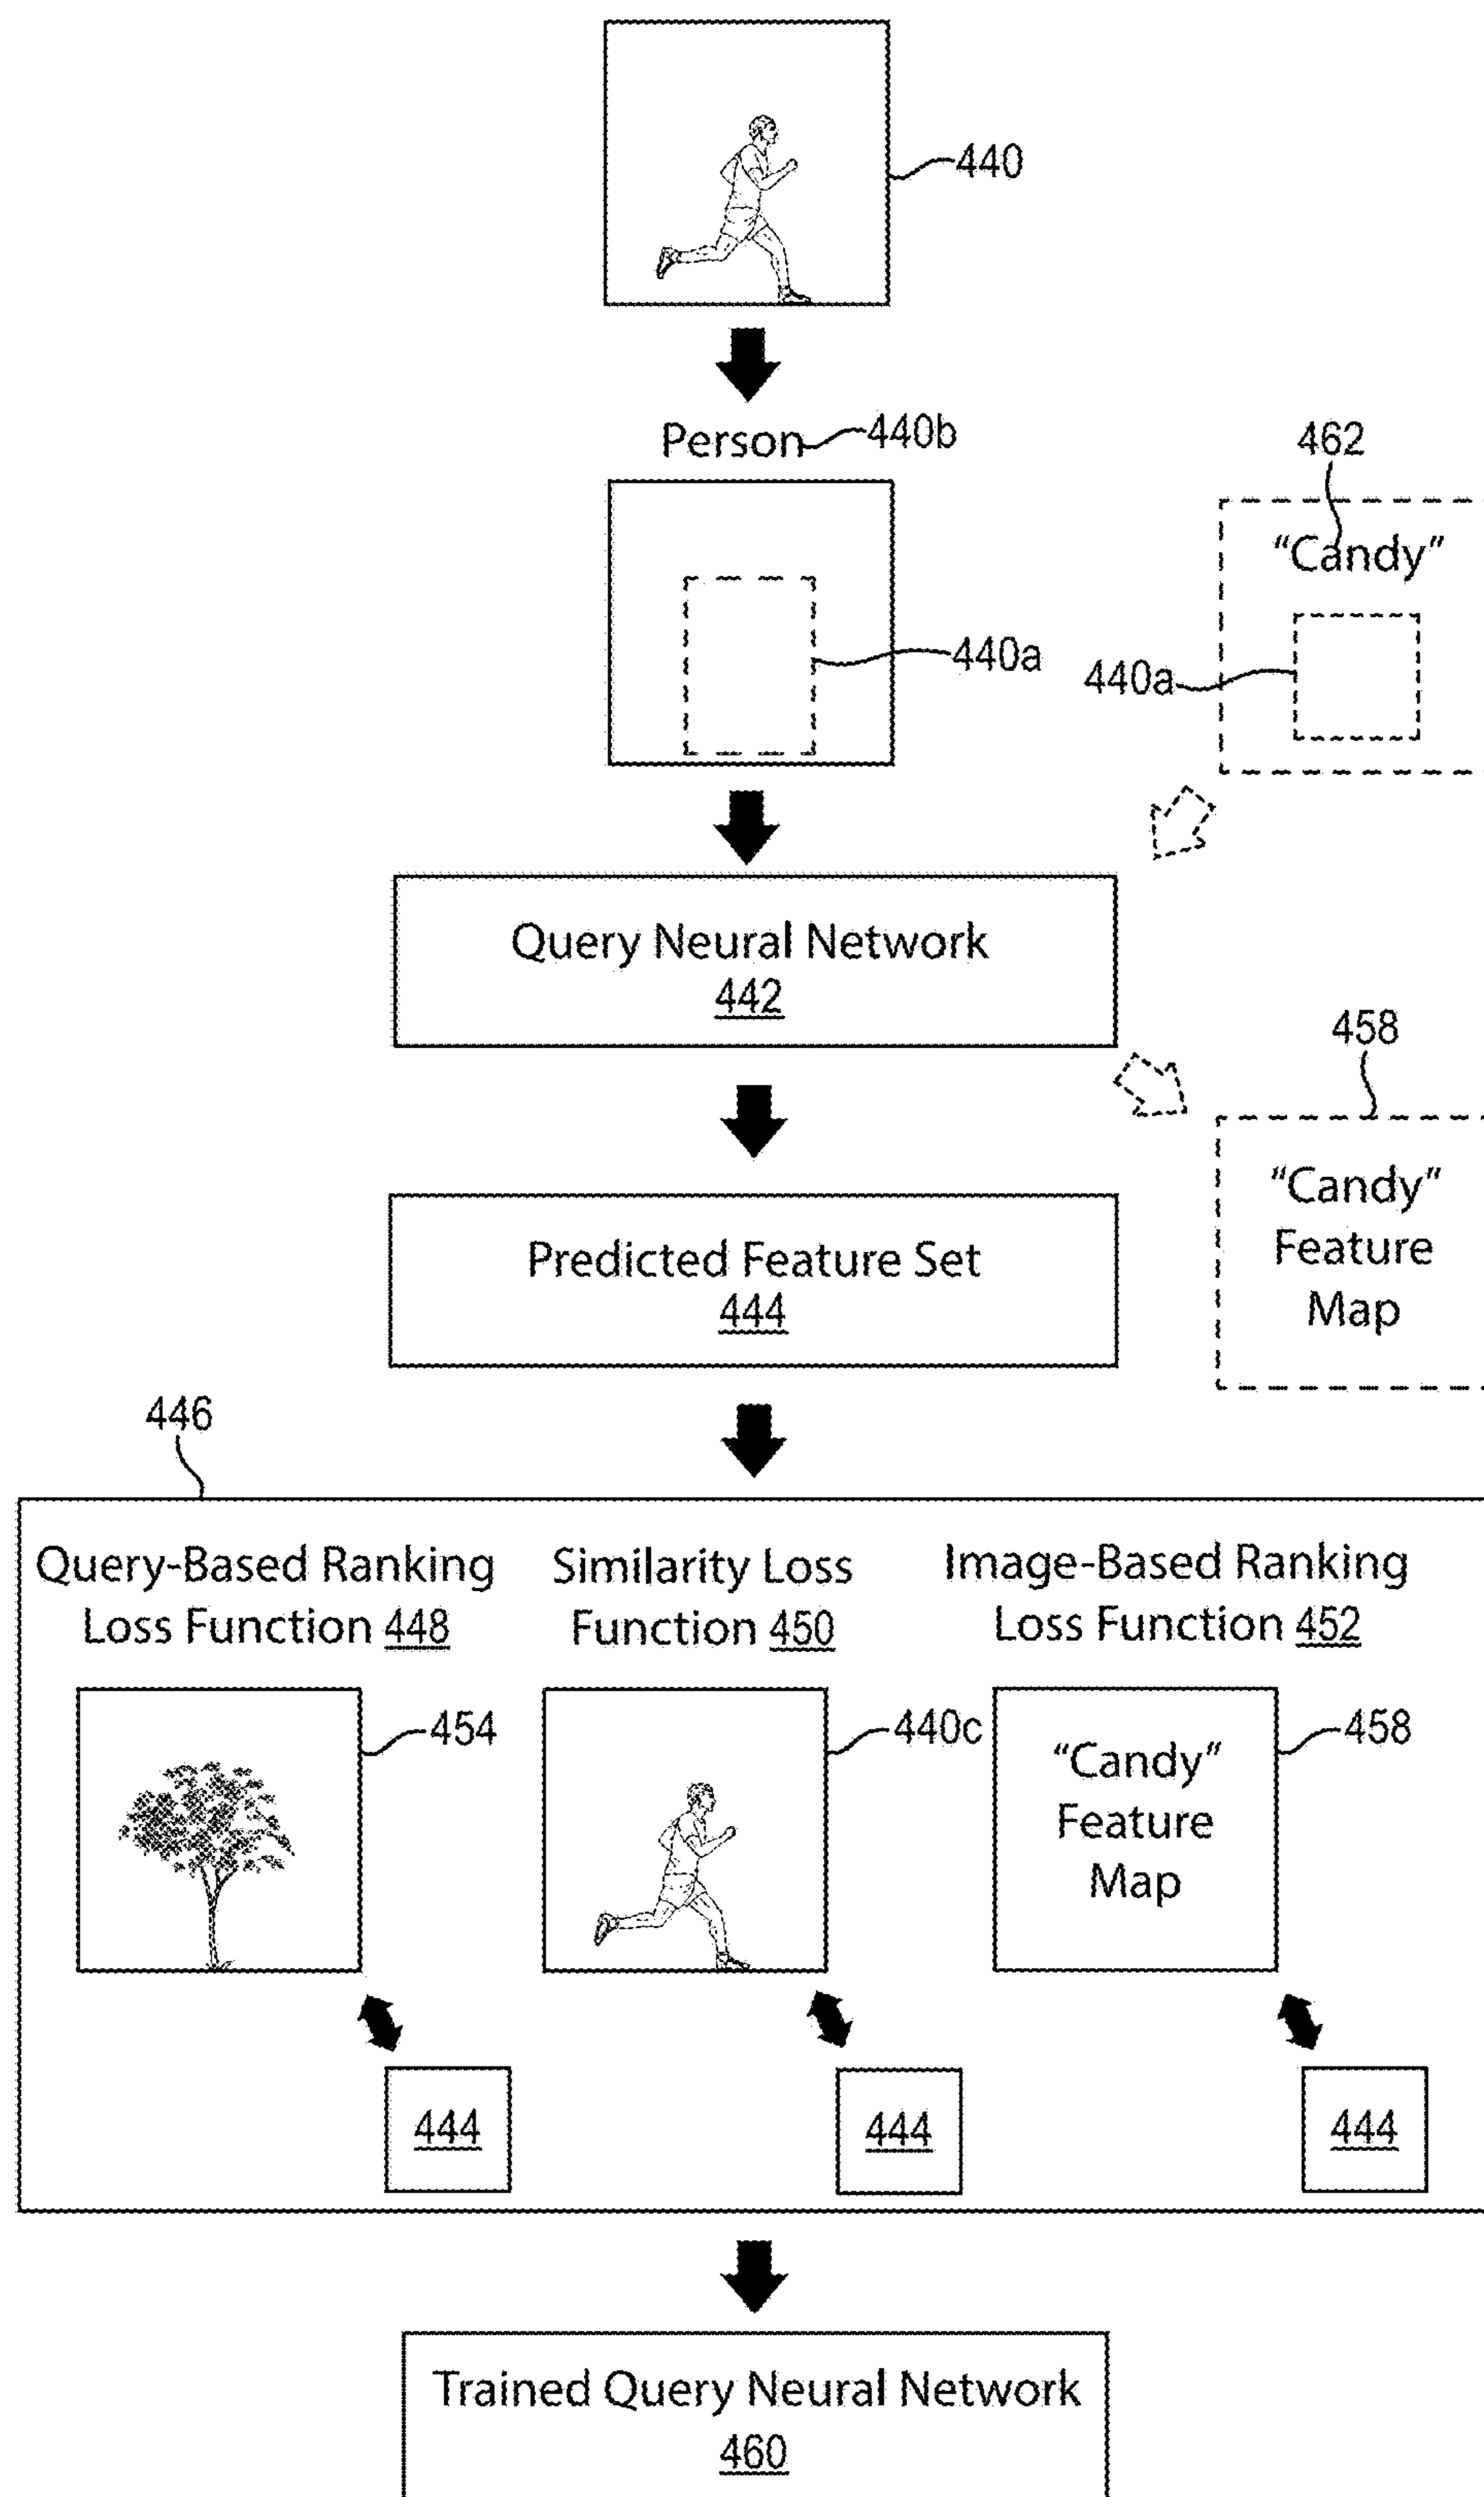 440
Person 440b
462
"Candy"
440a
440a
Query Neural Network
442
458
"Candy"
Feature
Map
Predicted Feature Set
444
446
Query-Based Ranking
Loss Function 448
Similarity Loss
Function 450
Image-Based Ranking
Loss Function 452
454
440c
458
"Candy"
Feature
Map
444
444
444
Trained Query Neural Network
460